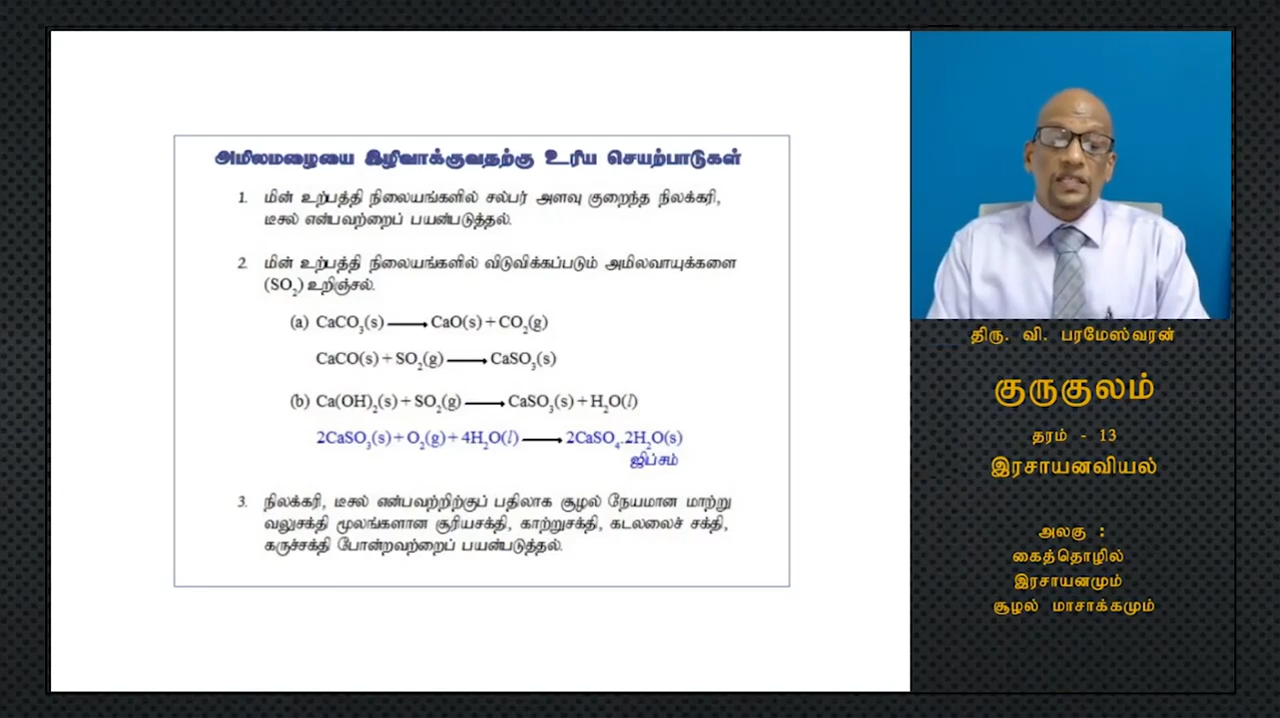 அமிலமழையை இழிவாக்குவதற்கு உரிய செயற்பாடுகள்
1. மின் உற்பத்தி நிலையங்களில் சல்பர் அளவு குறைந்த நிலக்கரி,
டீசல் என்பவற்றைப் பயன்படுத்தல்.
2. மின் உற்பத்தி நிலையங்களில் விடுவிக்கப்படும் அமிலவாயுக்களை
(SO₂) உறிஞ்சல்.
(a) CaCO₃(s) → CaO(s) + CO₂(g)
CaCO(s) + SO₂(g) → CaSO₃(s)
(b) Ca(OH)₂(s) + SO₂(g) → CaSO₃(s) + H₂O(l)
2CaSO₃(s) + O₂(g) + 4H₂O(l) → 2CaSO₄.2H₂O(s)
ஜிப்சம்
3. நிலக்கரி, டீசல் என்பவற்றிற்குப் பதிலாக சூழல் நேயமான மாற்று
வலுசக்தி மூலங்களான சூரியசக்தி, காற்றுசக்தி, கடலலைச் சக்தி,
கருச்சக்தி போன்றவற்றைப் பயன்படுத்தல்.
திரு. வி. பரமேஸ்வரன்
குருகுலம்
தரம் - 13
இரசாயனவியல்
அலகு :
கைத்தொழில்
இரசாயனமும்
சூழல் மாசாக்கமும்